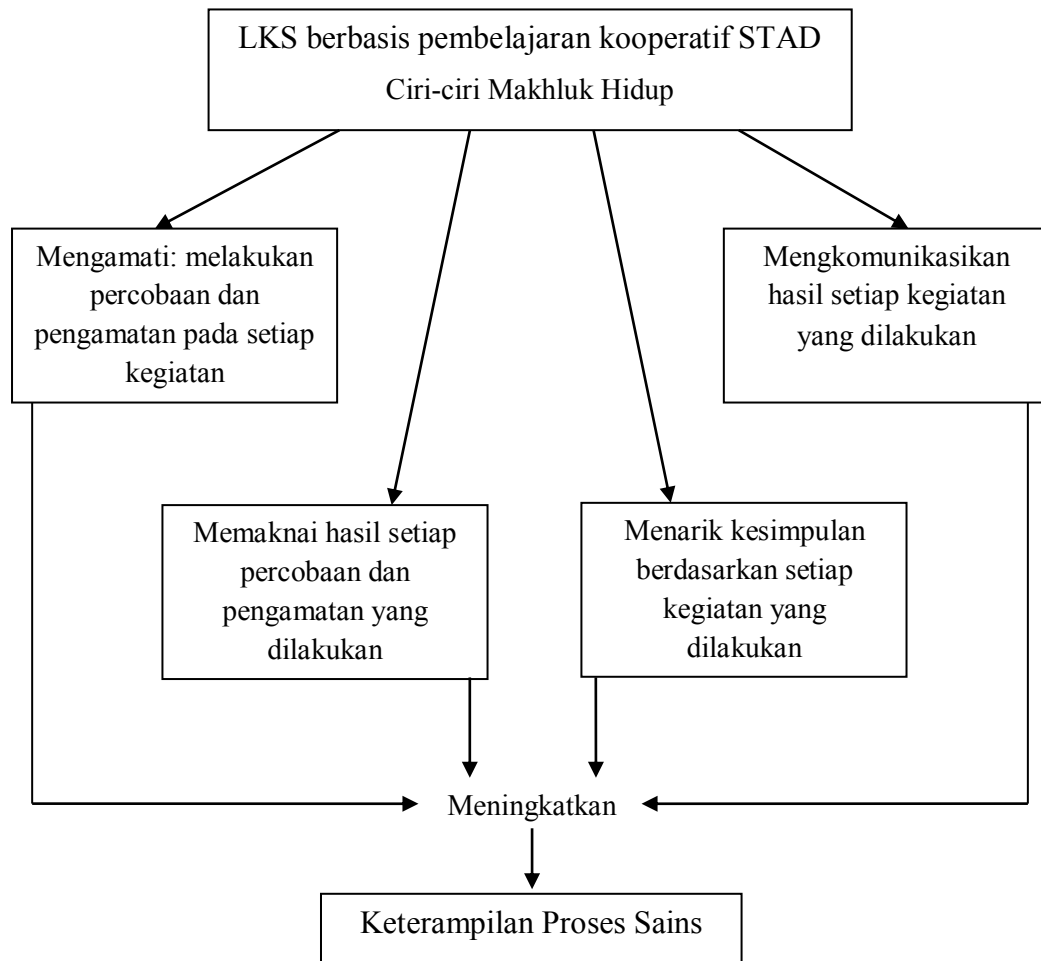 LKS berbasis pembelajaran kooperatif STAD
Ciri-ciri Makhluk Hidup
Mengamati: melakukan
percobaan dan
pengamatan pada setiap
kegiatan
Mengkomunikasikan
hasil setiap kegiatan
yang dilakukan
Memaknai hasil setiap
percobaan dan
pengamatan yang
dilakukan
Menarik kesimpulan
berdasarkan setiap
kegiatan yang
dilakukan
Meningkatkan
Keterampilan Proses Sains